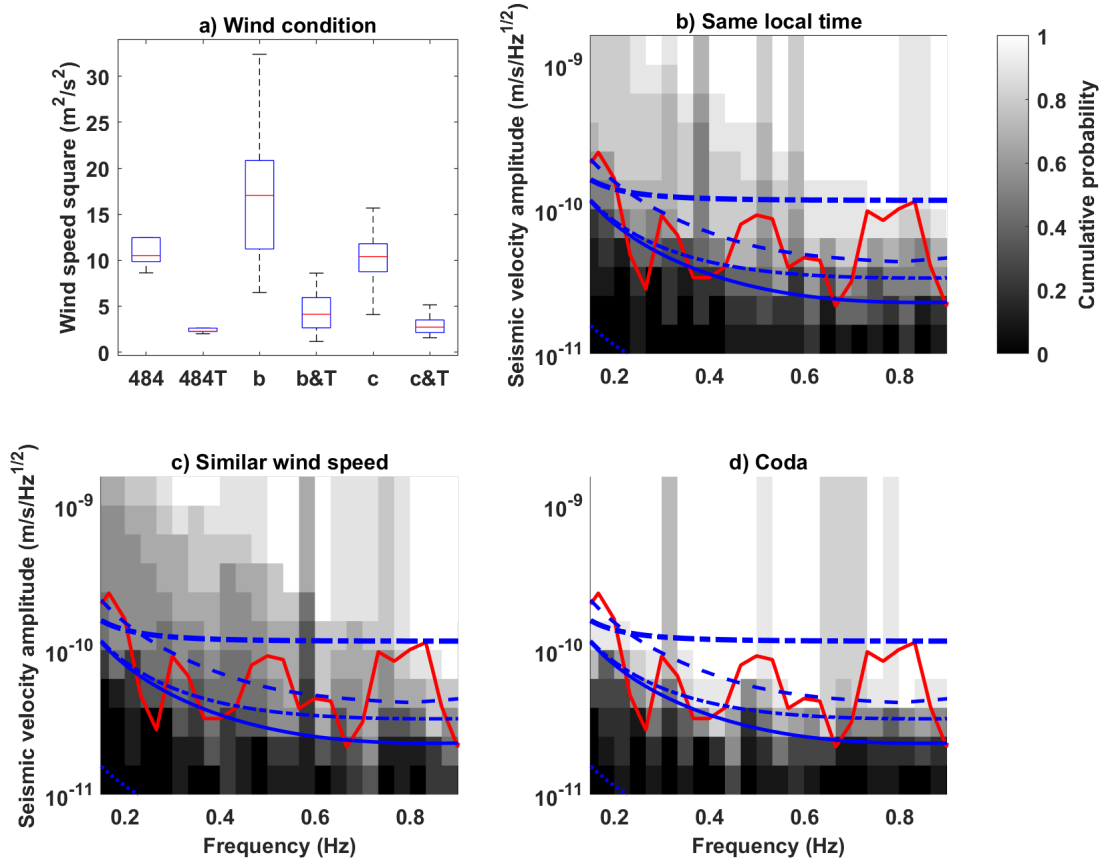 a) Wind condition
Wind speed square (m²/s²)
30
25
20
15
10
5
0
484 484T b b&T c c&T
b) Same local time
Seismic velocity amplitude (m/s/Hz^1/2)
10^-9
10^-10
10^-11
0.2 0.4 0.6 0.8
1
0.8
0.6
0.4
0.2
0
Cumulative probability
c) Similar wind speed
Seismic velocity amplitude (m/s/Hz^1/2)
10^-9
10^-10
10^-11
0.2 0.4 0.6 0.8
Frequency (Hz)
d) Coda
10^-9
10^-10
10^-11
0.2 0.4 0.6 0.8
Frequency (Hz)